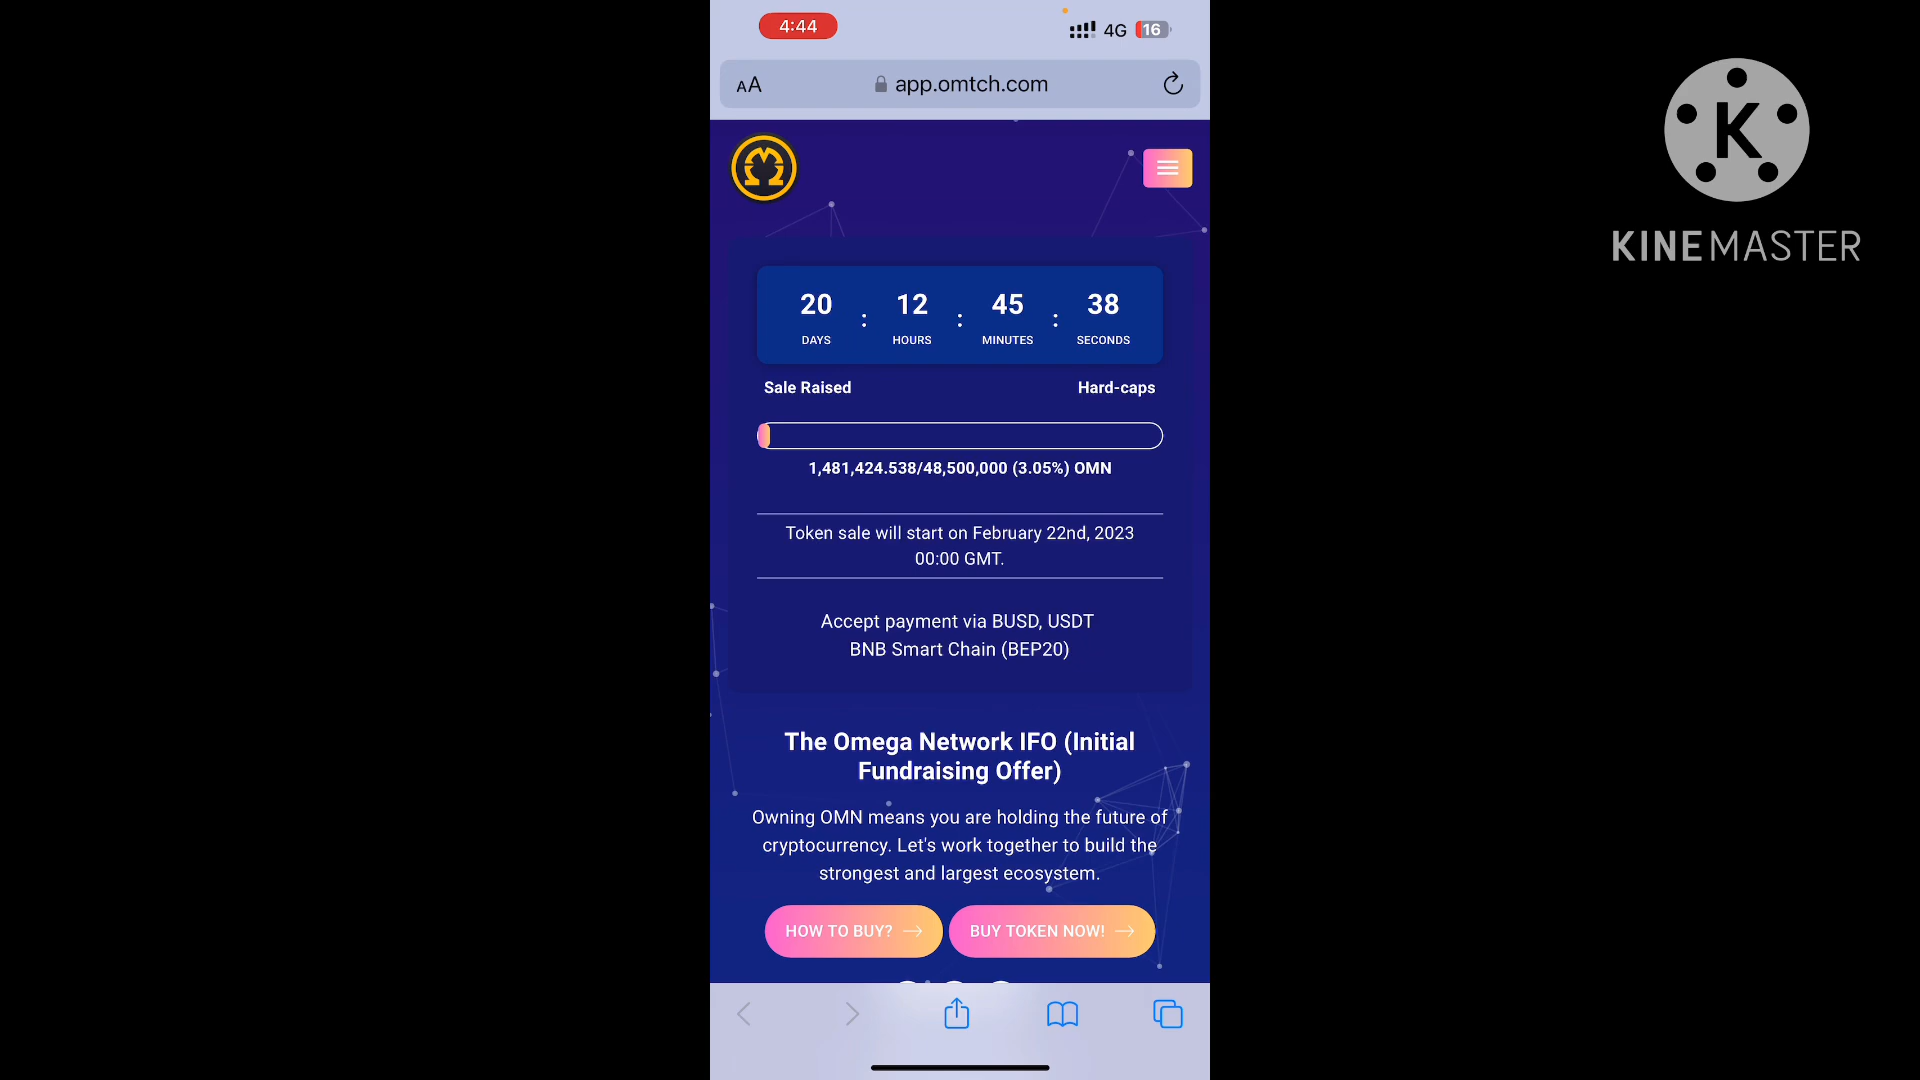 4:44
4G 16
AA app.omtch.com
K
KINEMASTER
20 : 12 : 45 : 38
DAYS HOURS MINUTES SECONDS
Sale Raised Hard-caps
1,481,424.538/48,500,000 (3.05%) OMN
Token sale will start on February 22nd, 2023
00:00 GMT.
Accept payment via BUSD, USDT
BNB Smart Chain (BEP20)
The Omega Network IFO (Initial
Fundraising Offer)
Owning OMN means you are holding the future of
cryptocurrency. Let's work together to build the
strongest and largest ecosystem.
HOW TO BUY? BUY TOKEN NOW!